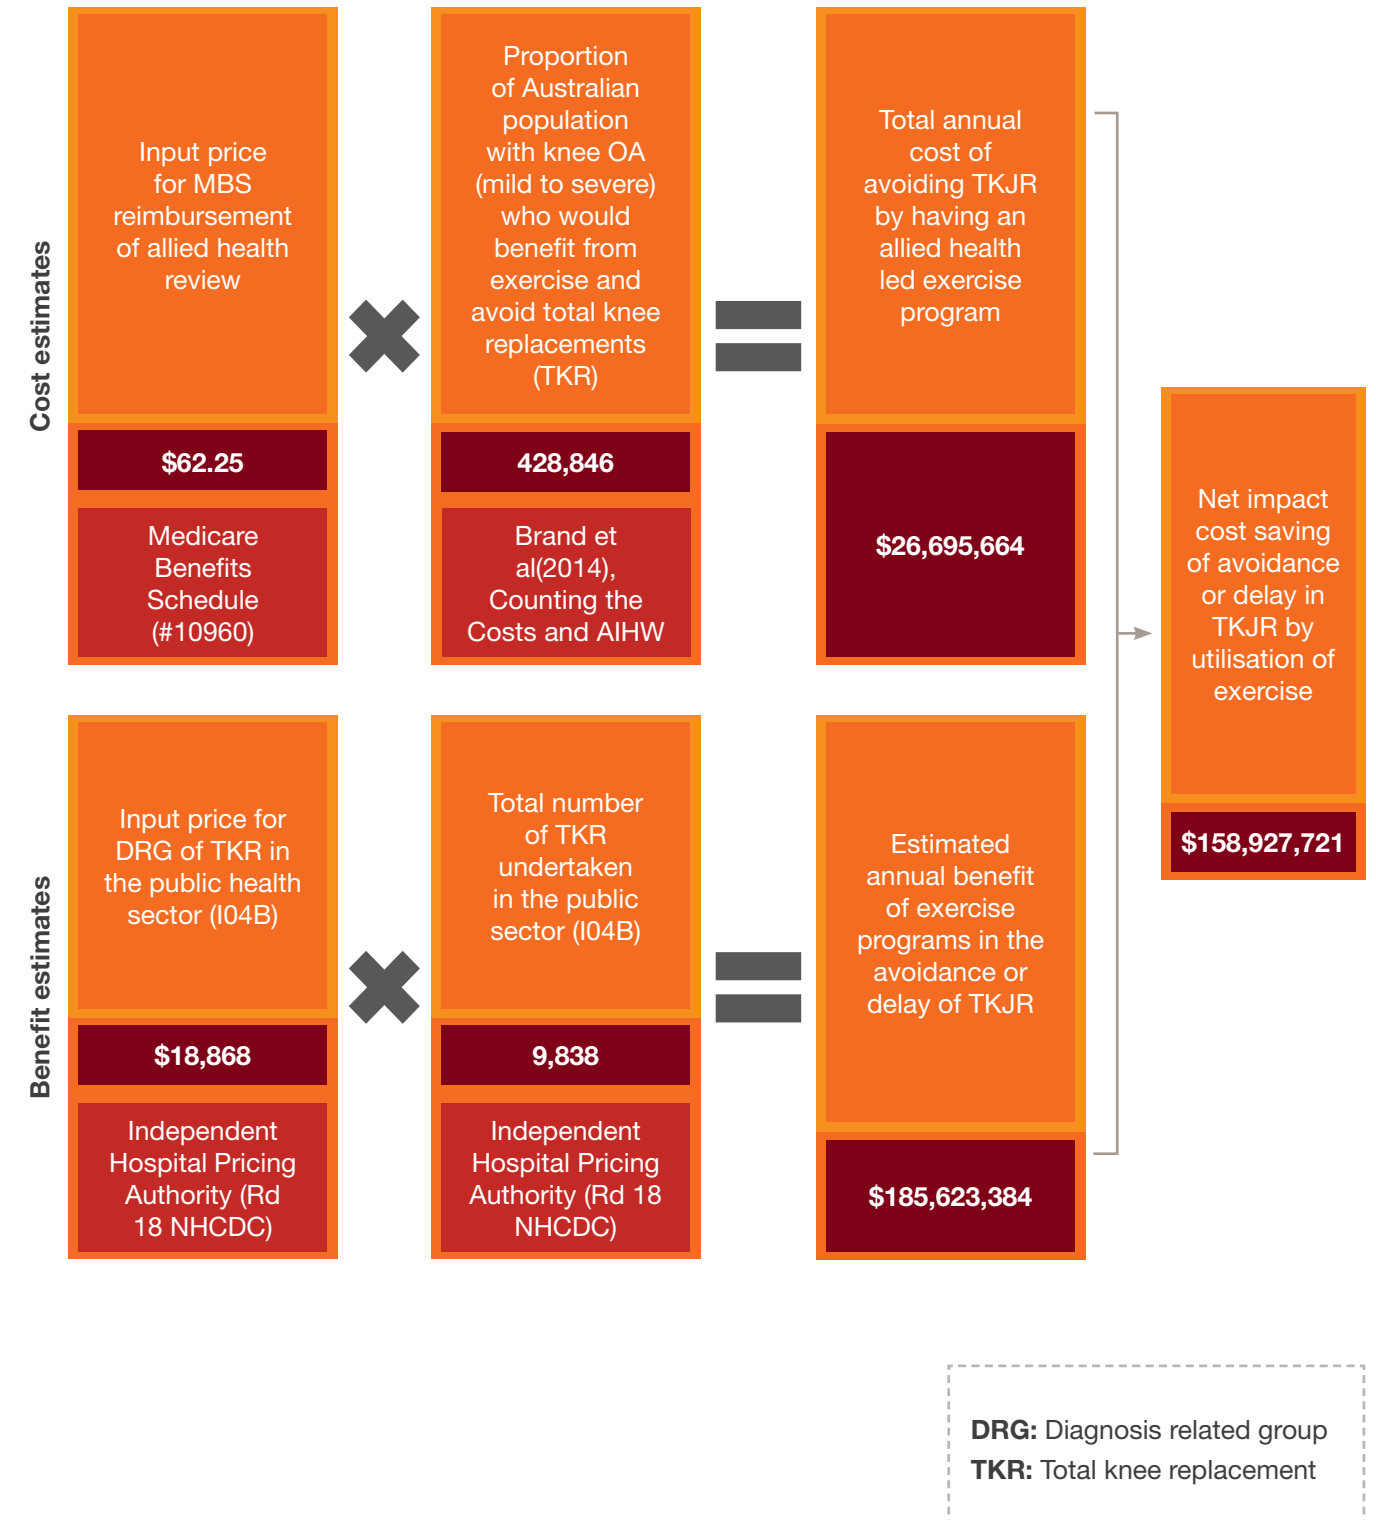 Cost estimates
Input price
for MBS
reimbursement
of allied health
review
$62.25
Medicare
Benefits
Schedule
(#10960)
Proportion
of Australian
population
with knee OA
(mild to severe)
who would
benefit from
exercise and
avoid total knee
replacements
(TKR)
428,846
Brand et
al(2014),
Counting the
Costs and AIHW
Total annual
cost of
avoiding TKJR
by having an
allied health
led exercise
program
$26,695,664
Benefit estimates
Input price for
DRG of TKR in
the public health
sector (I04B)
$18,868
Independent
Hospital Pricing
Authority (Rd
18 NHCDC)
Total number
of TKR
undertaken
in the public
sector (I04B)
9,838
Independent
Hospital Pricing
Authority (Rd 18
NHCDC)
Estimated
annual benefit
of exercise
programs in the
avoidance or
delay of TKJR
$185,623,384
Net impact
cost saving
of avoidance
or delay in
TKJR by
utilisation of
exercise
$158,927,721
DRG: Diagnosis related group
TKR: Total knee replacement